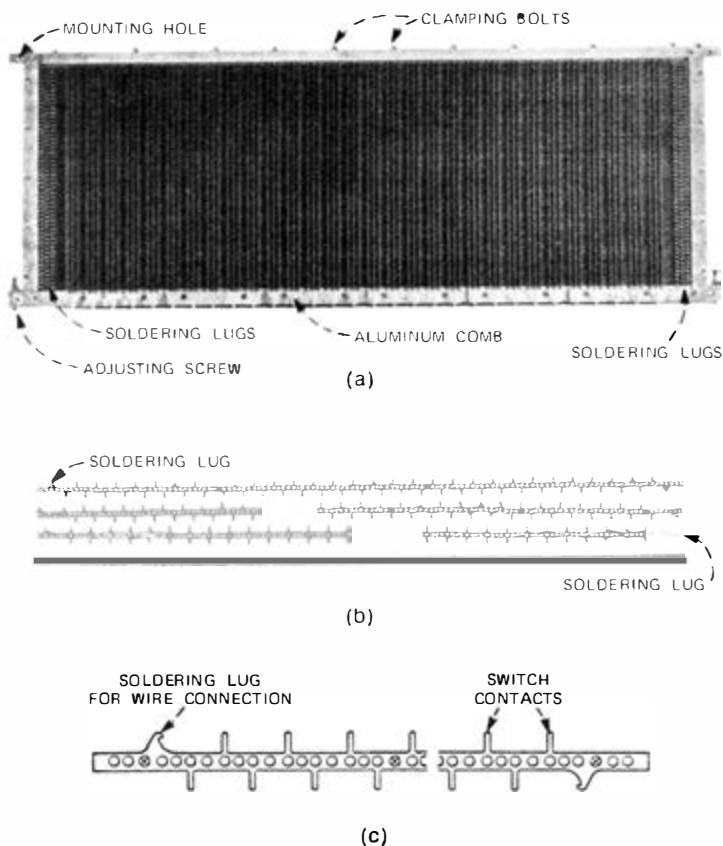 MOUNTING HOLE
CLAMPING BOLTS
SOLDERING LUGS
ALUMINUM COMB
SOLDERING LUGS
ADJUSTING SCREW
(a)
SOLDERING LUG
SOLDERING LUG
(b)
SOLDERING LUG
FOR WIRE CONNECTION
SWITCH
CONTACTS
(c)